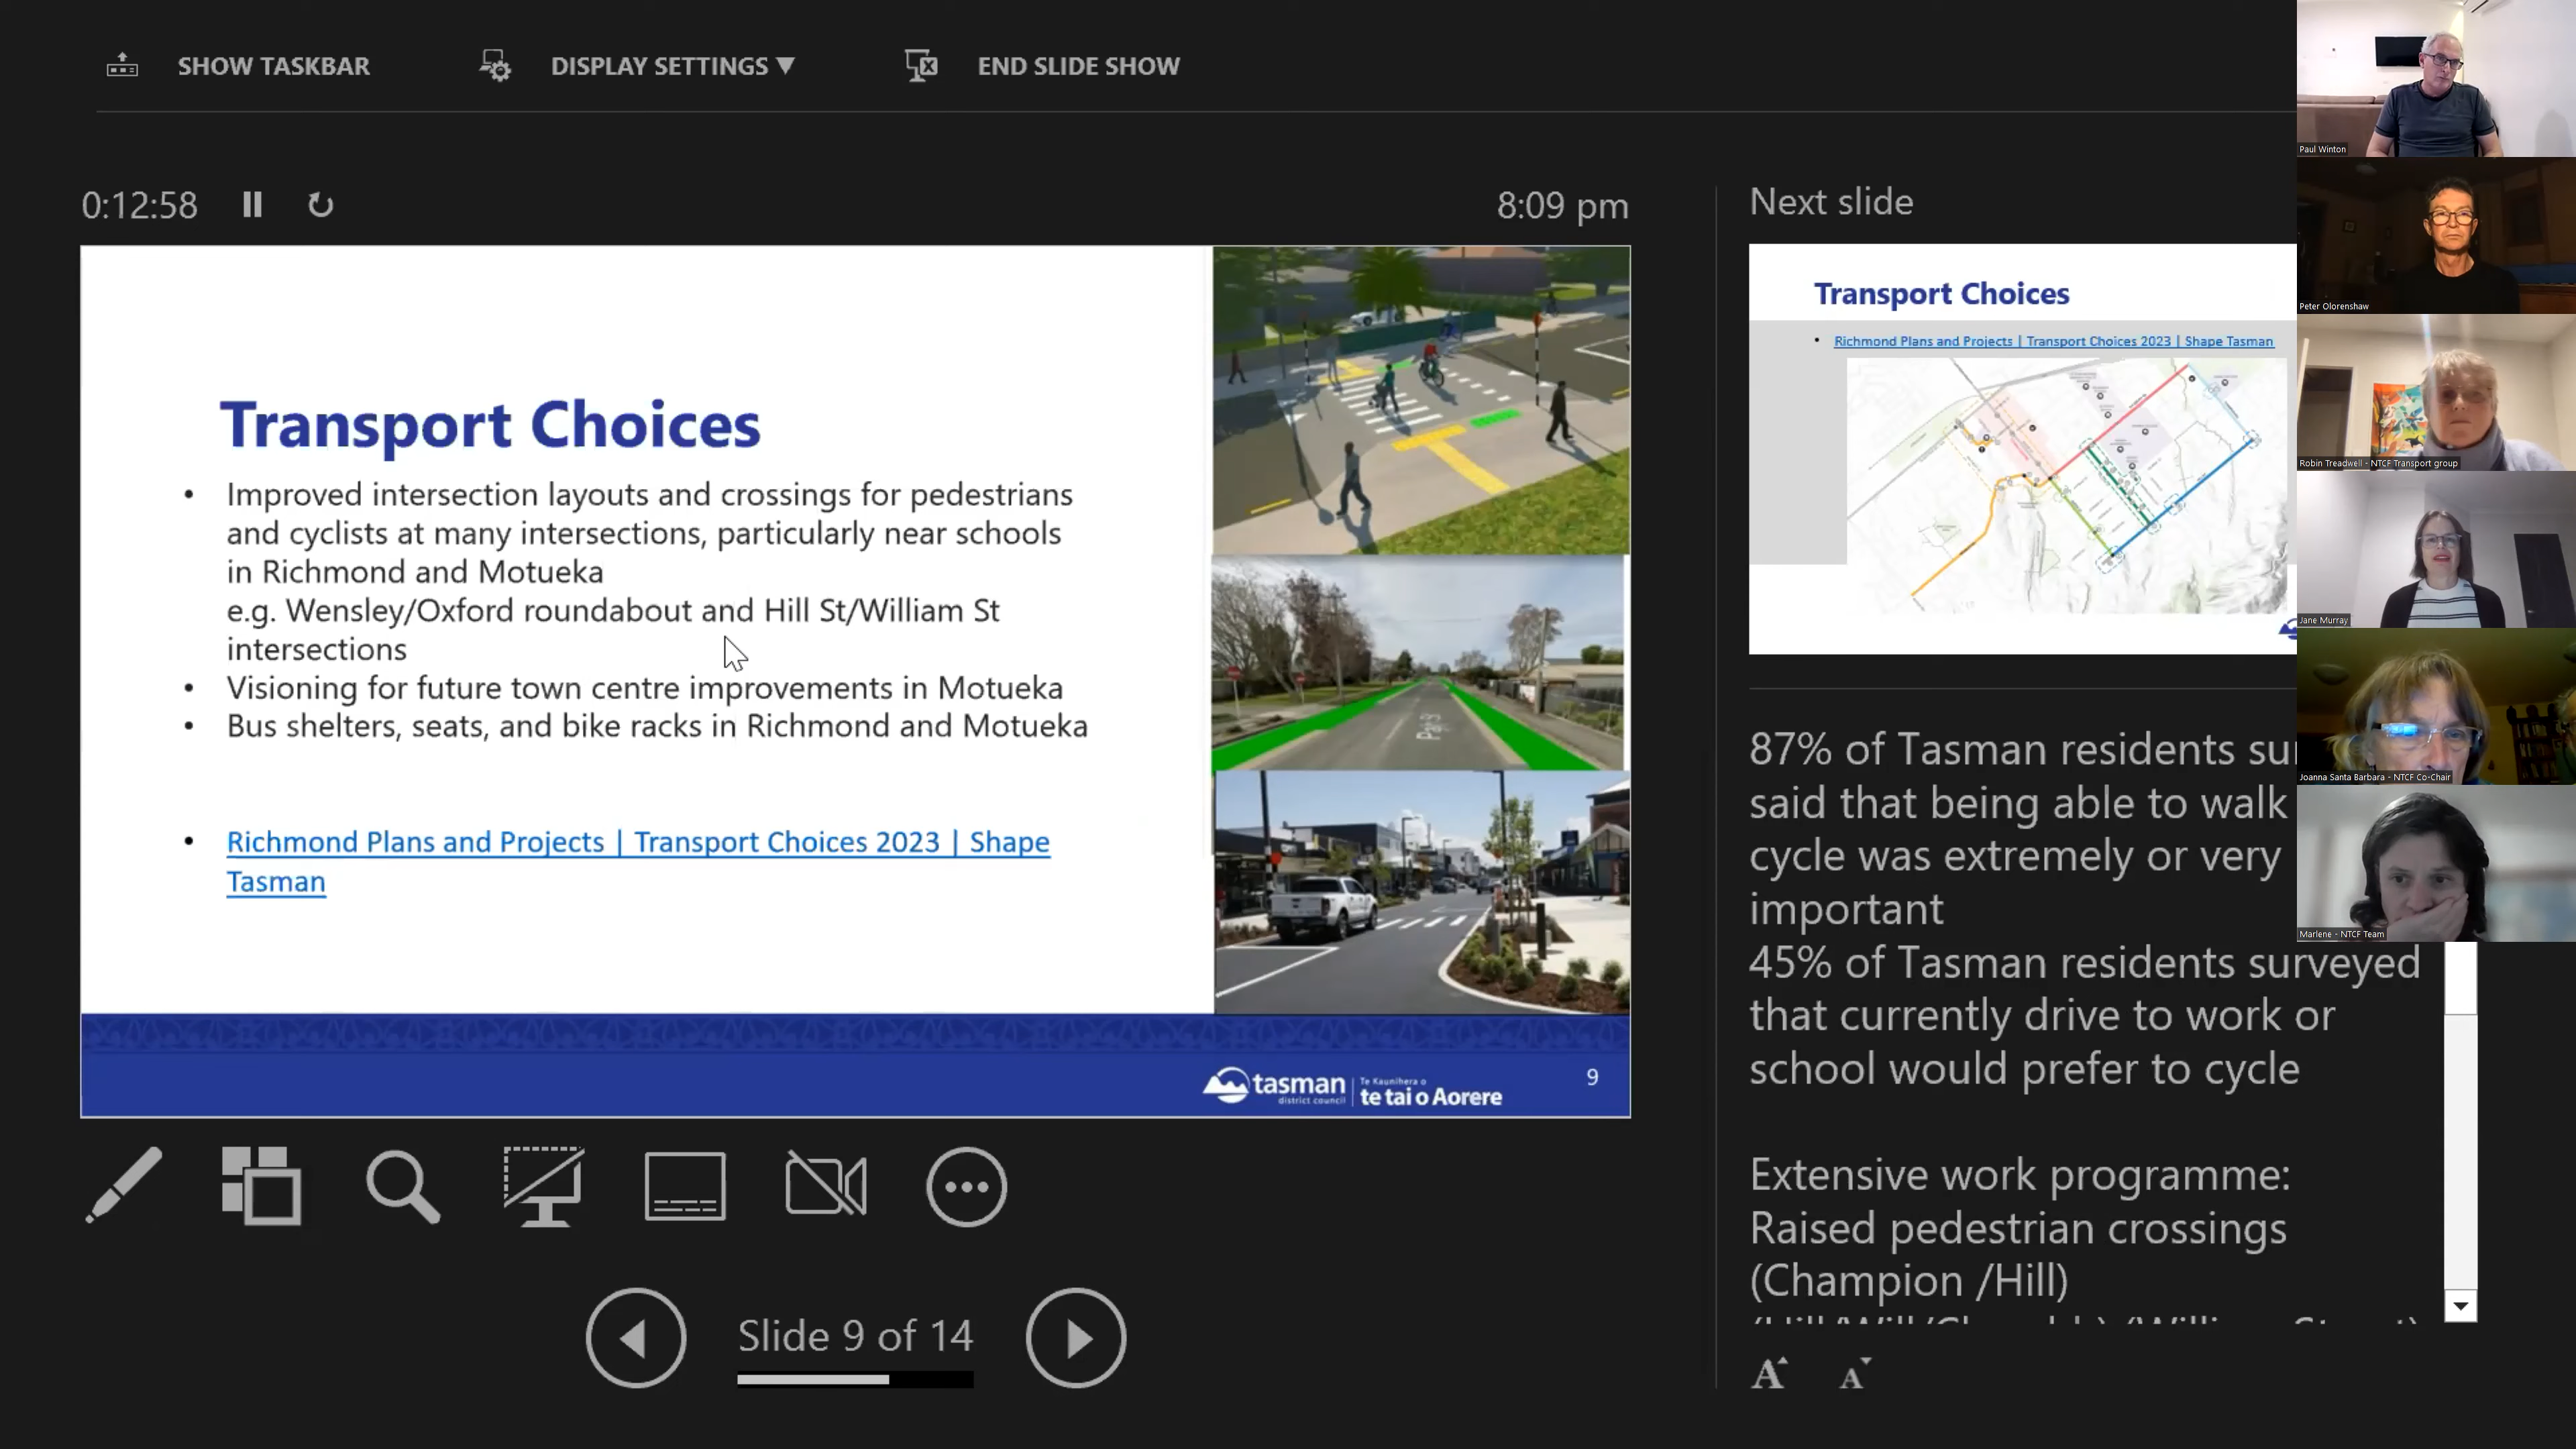 SHOW TASKBAR
DISPLAY SETTINGS ▼
END SLIDE SHOW
0:12:58
8:09 pm
Transport Choices
• Improved intersection layouts and crossings for pedestrians
and cyclists at many intersections, particularly near schools
in Richmond and Motueka
e.g. Wensley/Oxford roundabout and Hill St/William St
intersections
• Visioning for future town centre improvements in Motueka
• Bus shelters, seats, and bike racks in Richmond and Motueka
• Richmond Plans and Projects | Transport Choices 2023 | Shape
Tasman
tasman
district council
Te Kaunihera o
te tai o Aorere
9
Slide 9 of 14
Next slide
Transport Choices
• Richmond Plans and Projects | Transport Choices 2023 | Shape Tasman
87% of Tasman residents
said that being able to walk
cycle was extremely or very
important
45% of Tasman residents surveyed
that currently drive to work or
school would prefer to cycle
Extensive work programme:
Raised pedestrian crossings
(Champion /Hill)
A A
Paul Winton
Peter Olorenshaw
Robin Treadwell - NTCF Transport group
Jane Murray
Joanna Santa Barbara - NTCF Co-Chair
Marlene - NTCF Team